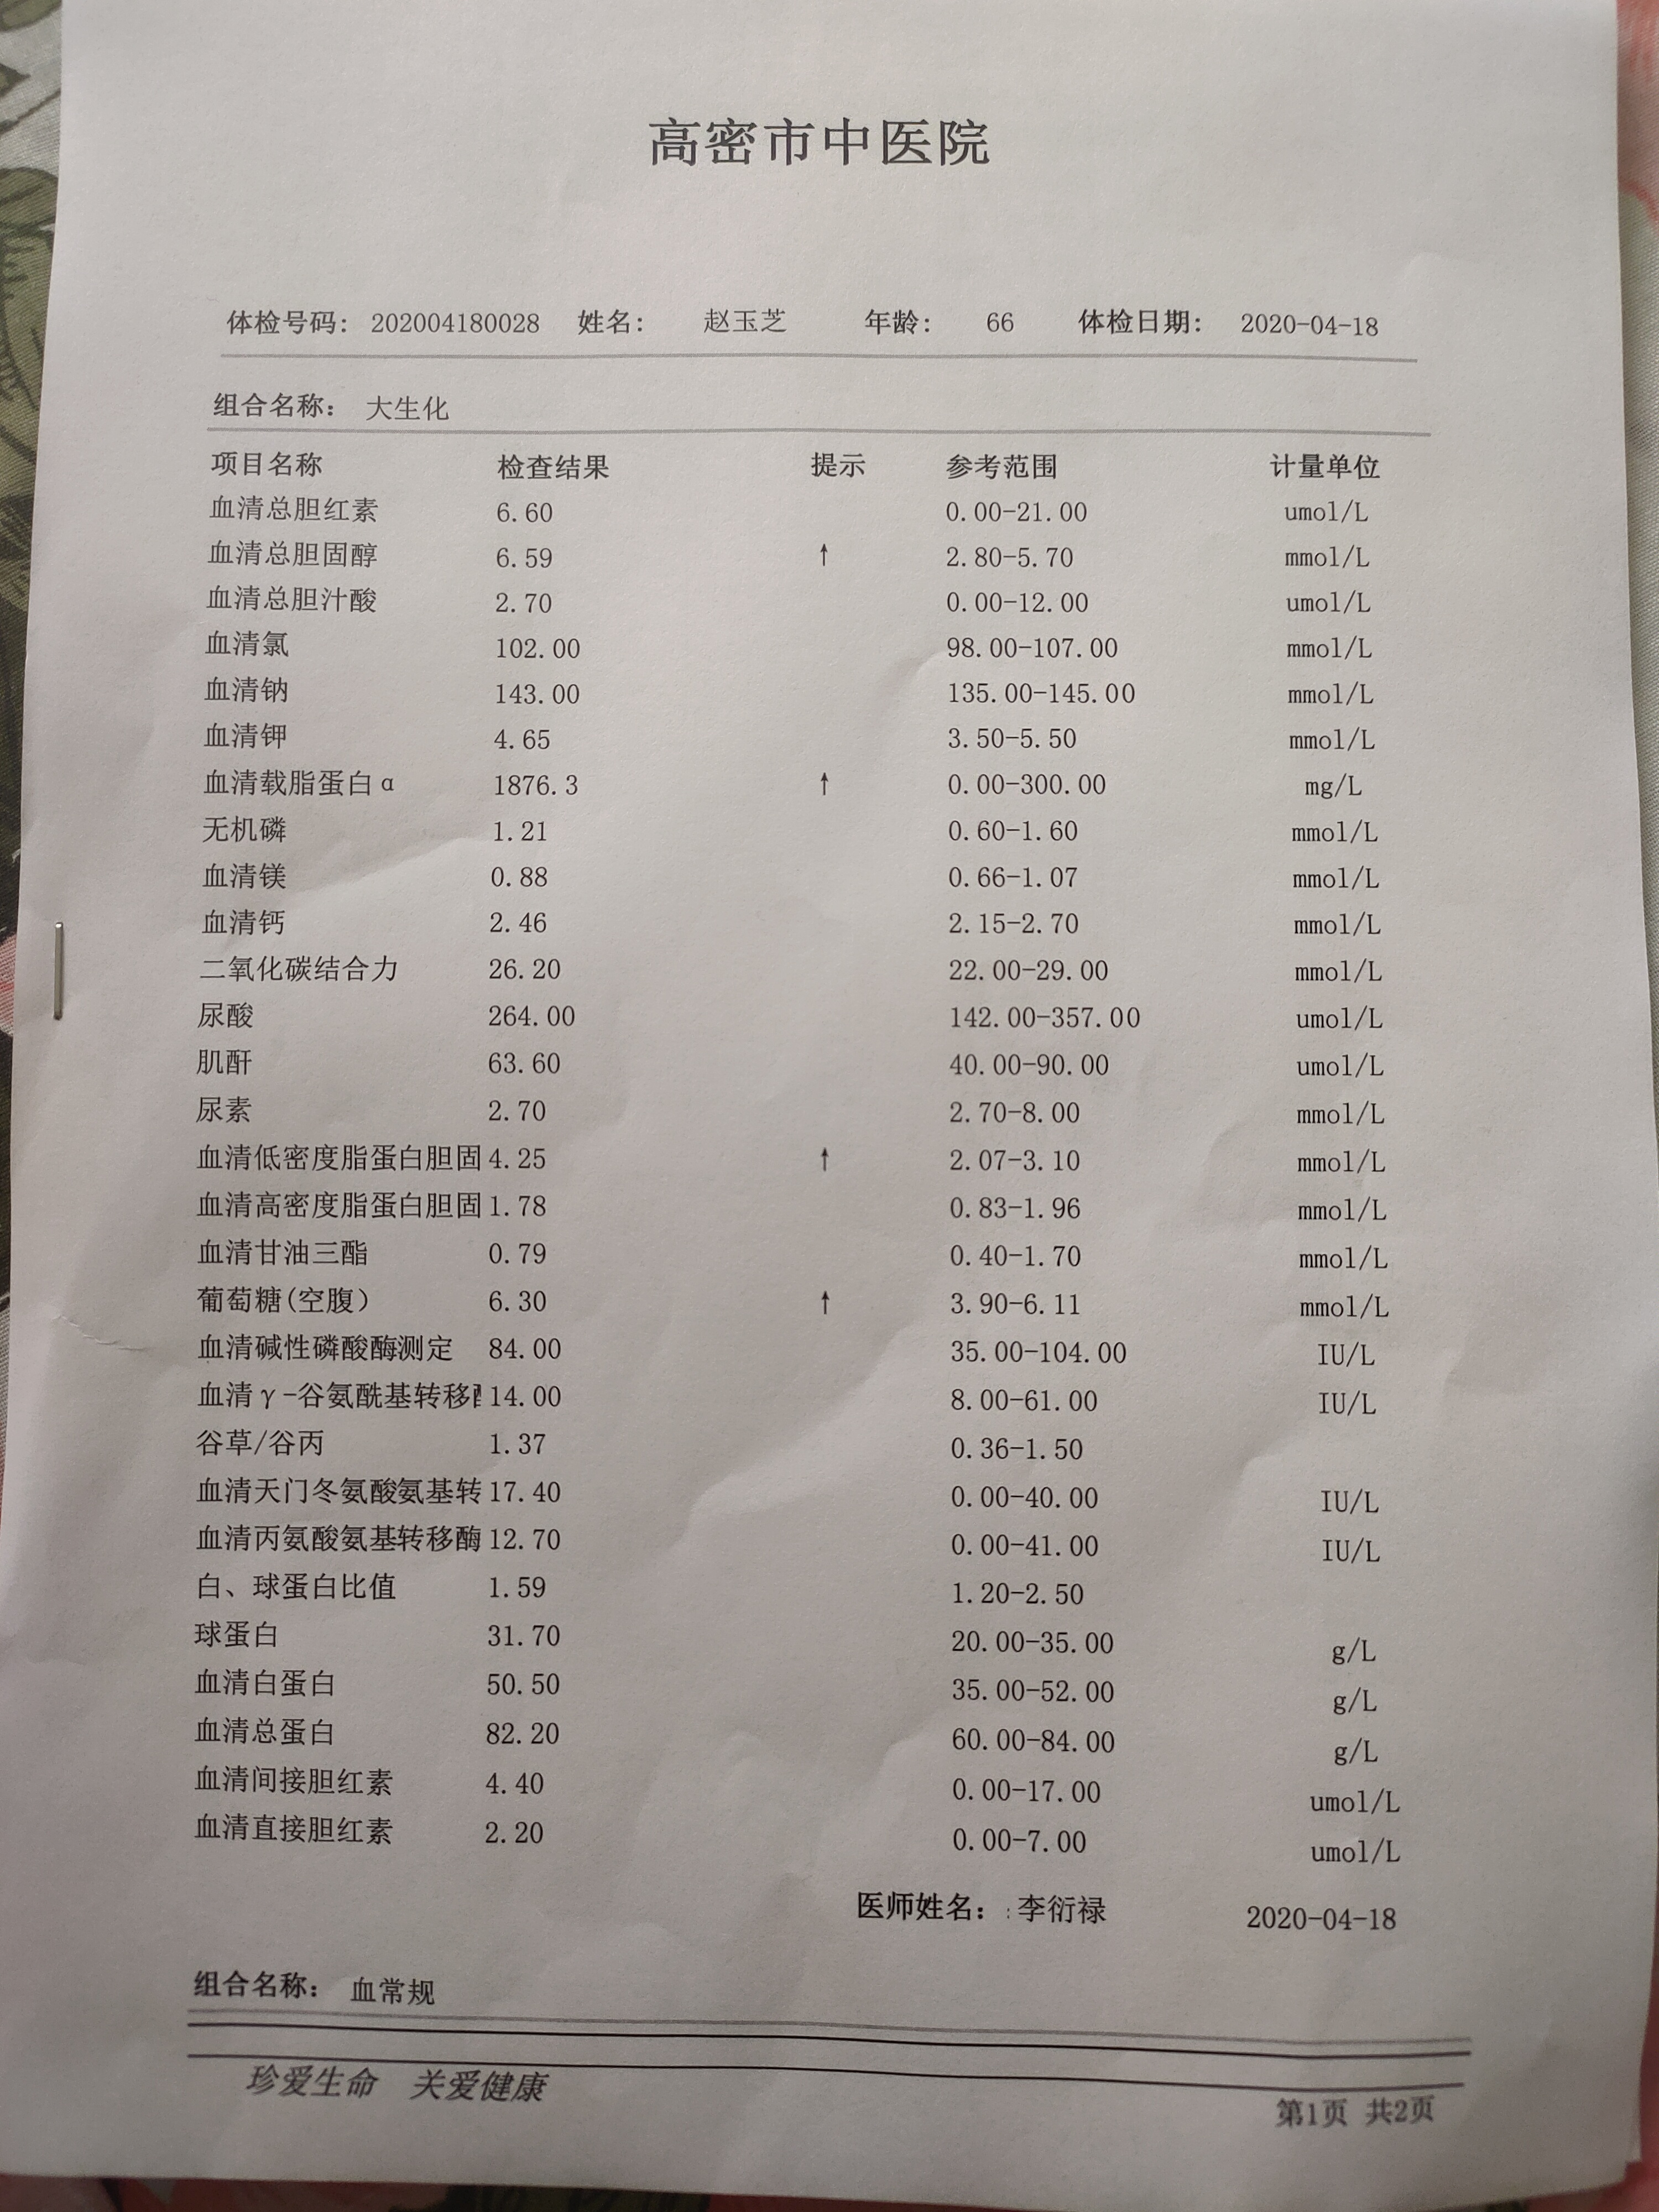 高密市中医院
体检号码: 202004180028 姓名: 赵玉芝 年龄: 66 体检日期: 2020-04-18
组合名称: 大生化
项目名称 检查结果 提示 参考范围 计量单位
血清总胆红素 6.60 0.00-21.00 umol/L
血清总胆固醇 6.59 ↑ 2.80-5.70 mmol/L
血清总胆汁酸 2.70 0.00-12.00 umol/L
血清氯 102.00 98.00-107.00 mmol/L
血清钠 143.00 135.00-145.00 mmol/L
血清钾 4.65 3.50-5.50 mmol/L
血清载脂蛋白α 1876.3 ↑ 0.00-300.00 mg/L
无机磷 1.21 0.60-1.60 mmol/L
血清镁 0.88 0.66-1.07 mmol/L
血清钙 2.46 2.15-2.70 mmol/L
二氧化碳结合力 26.20 22.00-29.00 mmol/L
尿酸 264.00 142.00-357.00 umol/L
肌酐 63.60 40.00-90.00 umol/L
尿素 2.70 2.70-8.00 mmol/L
血清低密度脂蛋白胆固 4.25 ↑ 2.07-3.10 mmol/L
血清高密度脂蛋白胆固 1.78 0.83-1.96 mmol/L
血清甘油三酯 0.79 0.40-1.70 mmol/L
葡萄糖(空腹) 6.30 ↑ 3.90-6.11 mmol/L
血清碱性磷酸酶测定 84.00 35.00-104.00 IU/L
血清γ-谷氨酰基转移 14.00 8.00-61.00 IU/L
谷草/谷丙 1.37 0.36-1.50
血清天门冬氨酸氨基转 17.40 0.00-40.00 IU/L
血清丙氨酸氨基转移酶 12.70 0.00-41.00 IU/L
白、球蛋白比值 1.59 1.20-2.50
球蛋白 31.70 20.00-35.00 g/L
血清白蛋白 50.50 35.00-52.00 g/L
血清总蛋白 82.20 60.00-84.00 g/L
血清间接胆红素 4.40 0.00-17.00 umol/L
血清直接胆红素 2.20 0.00-7.00 umol/L
医师姓名: :李衍禄 2020-04-18
组合名称: 血常规
珍爱生命 关爱健康
第1页 共2页